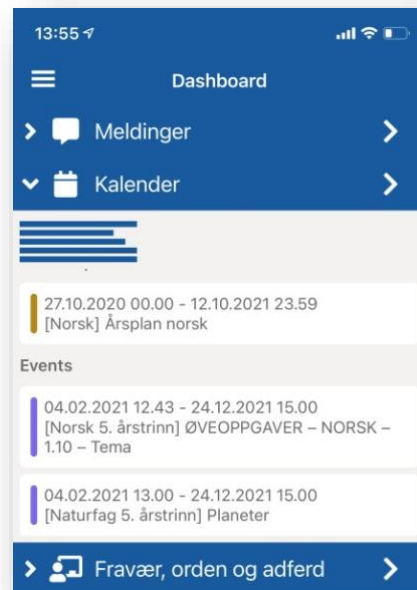 13:55
Dashboard
Meldinger
Kalender
27.10.2020 00.00 - 12.10.2021 23.59
[Norsk] Årsplan norsk
Events
04.02.2021 12.43 - 24.12.2021 15.00
[Norsk 5. årstrinn] ØVEOPPGAVER – NORSK –
1.10 – Tema
04.02.2021 13.00 - 24.12.2021 15.00
[Naturfag 5. årstrinn] Planeter
Fravær, orden og adferd